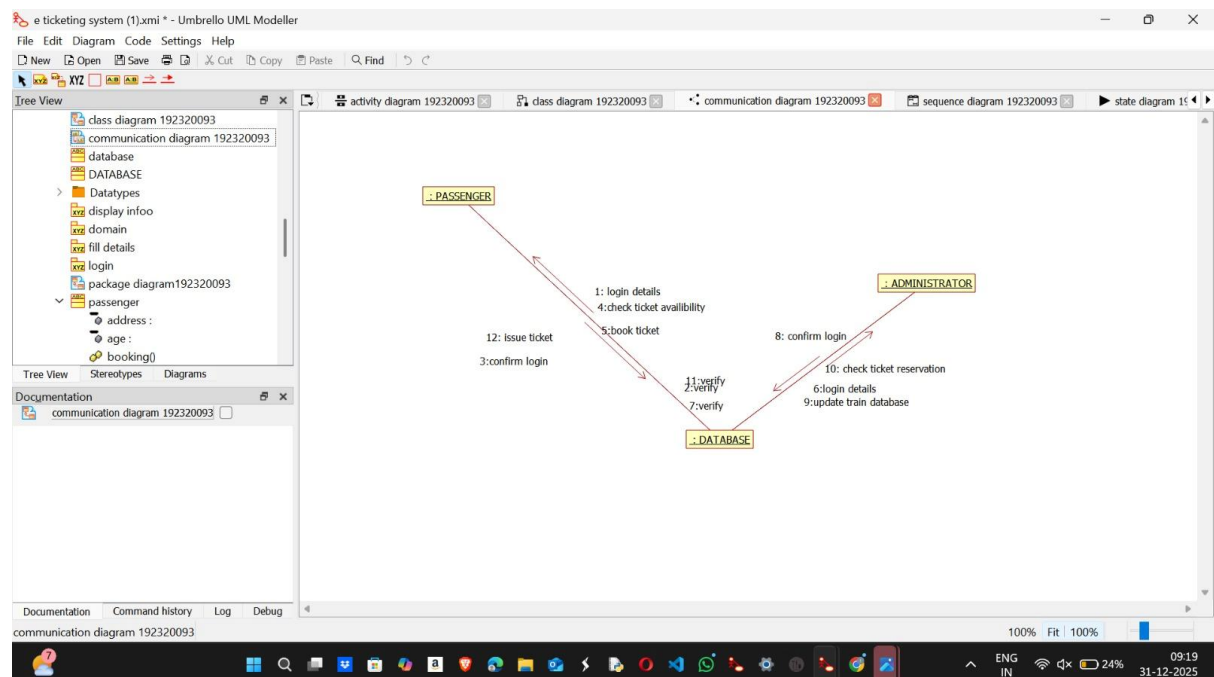 e ticketing system (1).xmi * - Umbrello UML Modeller
File Edit Diagram Code Settings Help
New Open Save Cut Copy Paste Find
XYZ
Tree View
class diagram 192320093
communication diagram 192320093
database
DATABASE
Datatypes
display infoo
domain
fill details
login
package diagram192320093
passenger
address :
age :
booking()
Tree View Stereotypes Diagrams
Documentation
communication diagram 192320093
Documentation Command history Log Debug
activity diagram 192320093 class diagram 192320093 communication diagram 192320093 sequence diagram 192320093 state diagram 19
: PASSENGER
: ADMINISTRATOR
1: login details
4:check ticket availibility
5:book ticket
12: issue ticket
3:confirm login
8: confirm login
10: check ticket reservation
6:login details
9:update train database
11:verify
2:verify
7:verify
: DATABASE
communication diagram 192320093
100% Fit 100%
7
ENG
IN
24%
09:19
31-12-2025